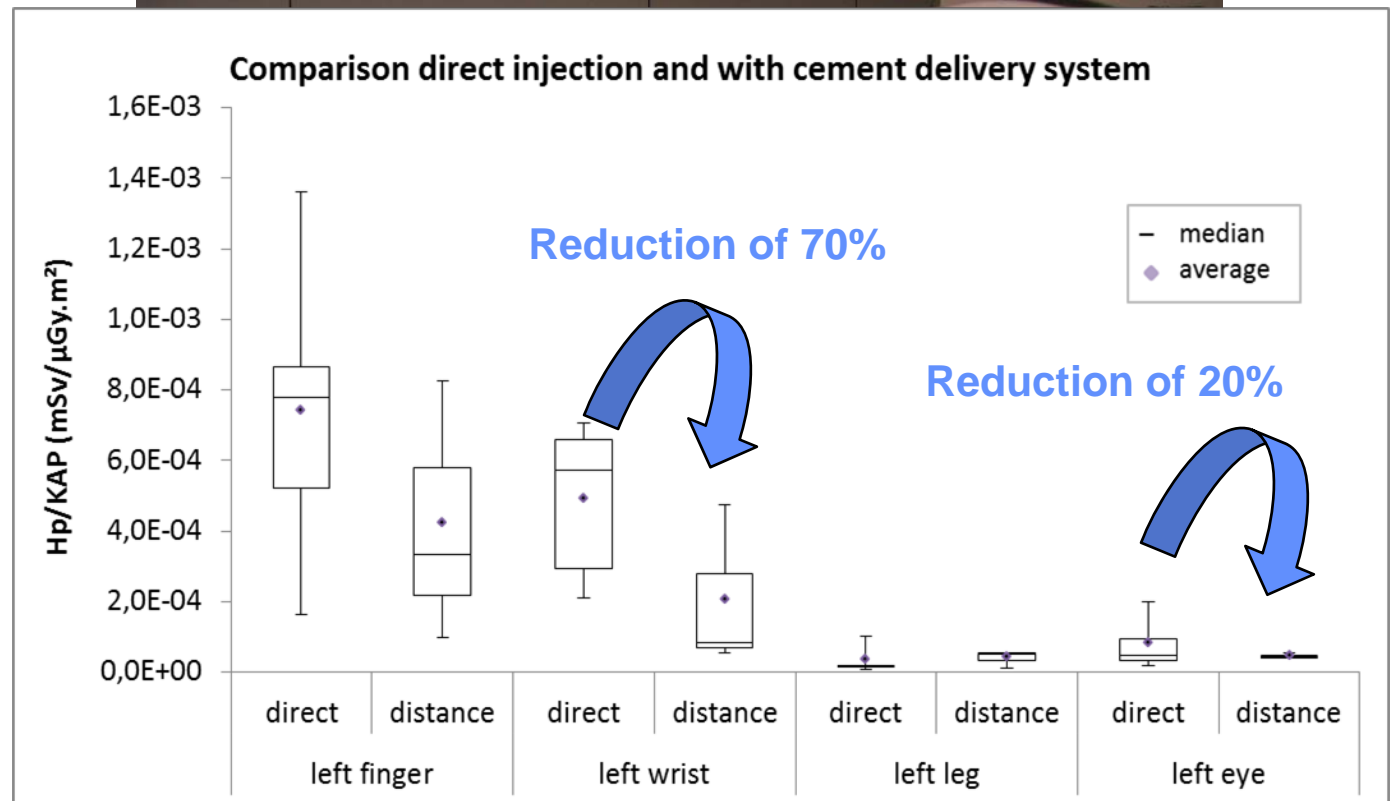 Comparison direct injection and with cement delivery system
1,6E-03
1,4E-03
1,2E-03
1,0E-03
8,0E-04
6,0E-04
4,0E-04
2,0E-04
0,0E+00
Hp/KAP (mSv/µGy.m²)
Reduction of 70%
Reduction of 20%
median
average
direct distance direct distance direct distance direct distance
left finger left wrist left leg left eye